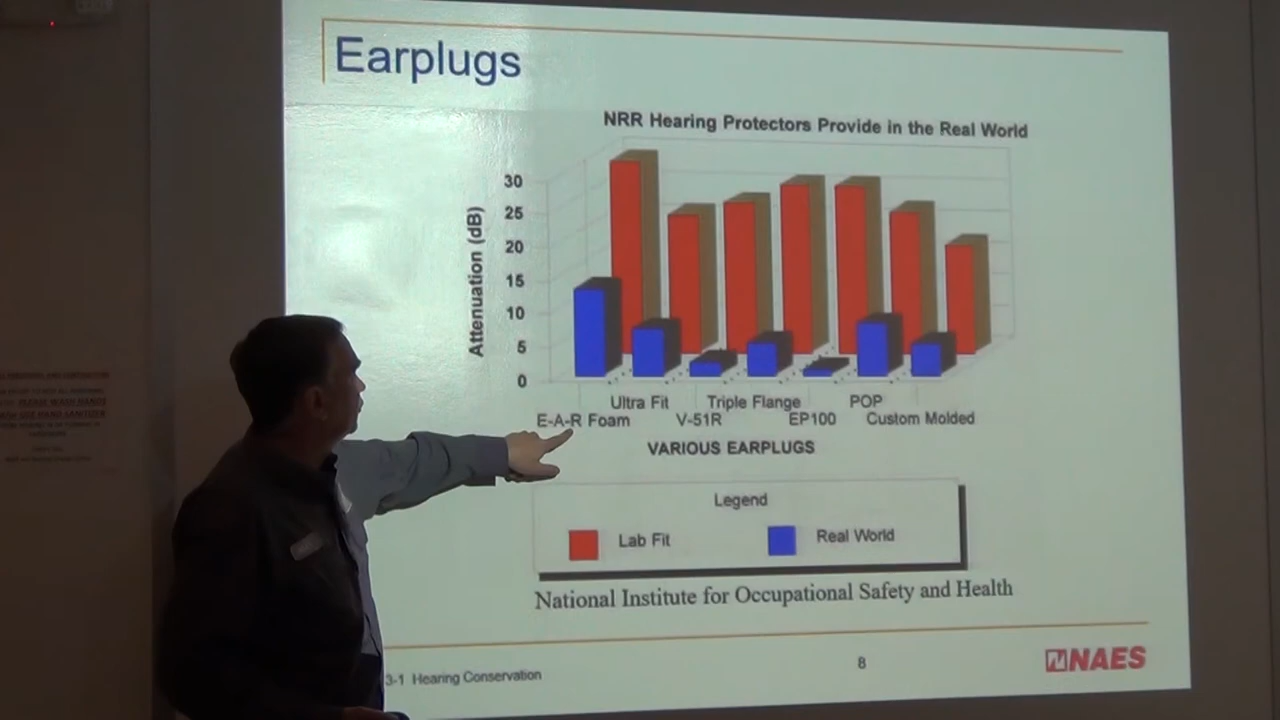 Earplugs
NRR Hearing Protectors Provide in the Real World
Attenuation (dB)
30
25
20
15
10
5
0
Ultra Fit Triple Flange POP
E-A-R Foam V-51R EP100 Custom Molded
VARIOUS EARPLUGS
Legend
Lab Fit Real World
National Institute for Occupational Safety and Health
3-1 Hearing Conservation 8 NAES